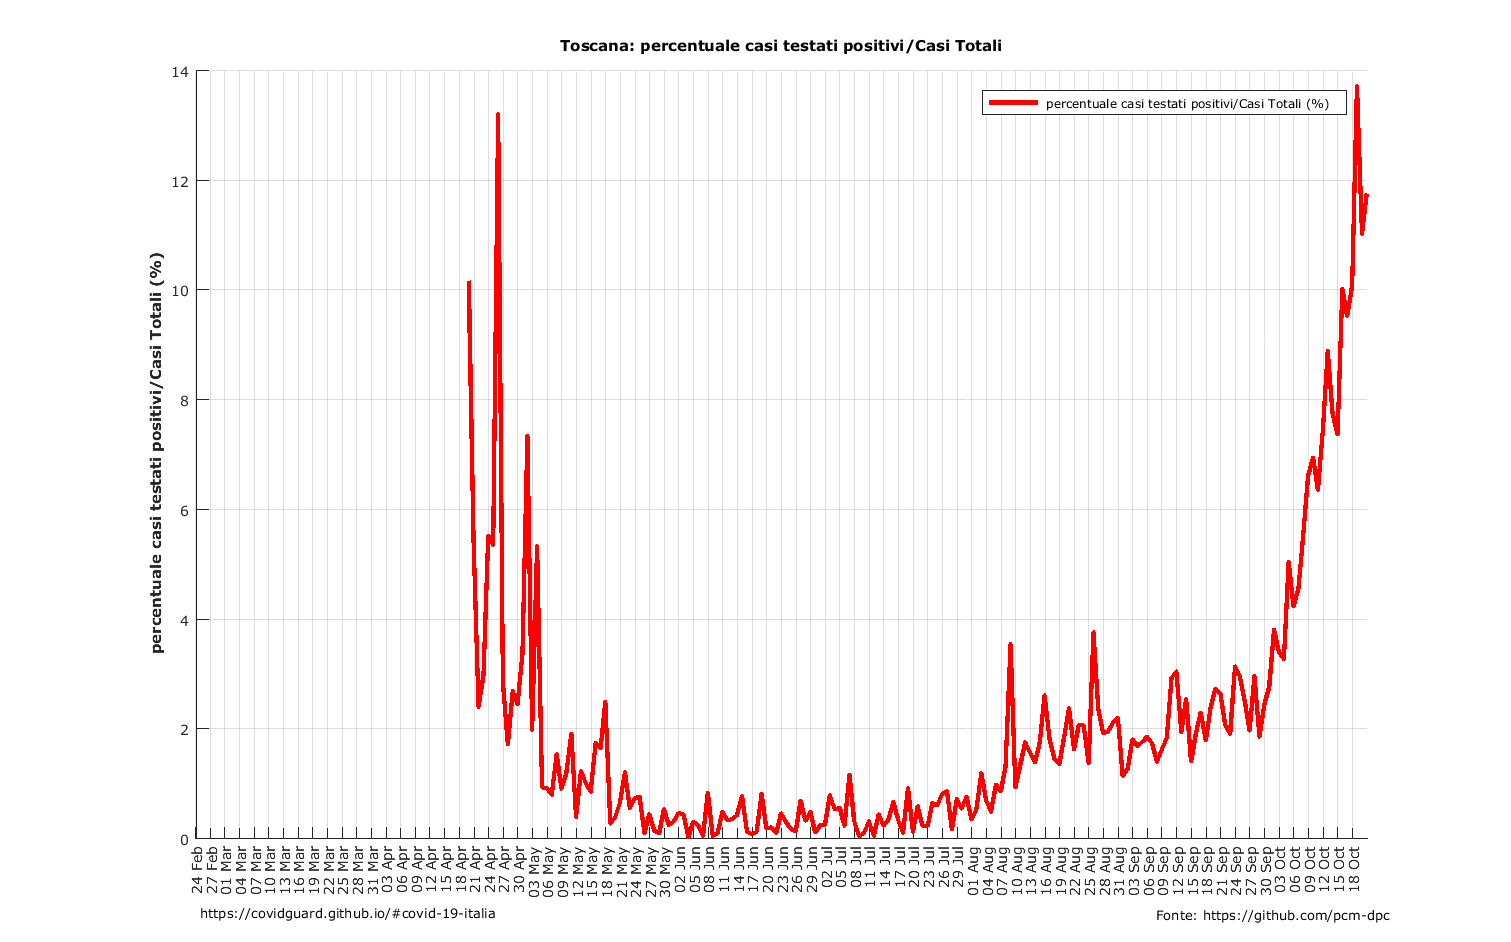 Toscana: percentuale casi testati positivi/Casi Totali
percentuale casi testati positivi/Casi Totali (%)
percentuale casi testati positivi/Casi Totali (%)
14
12
10
8
6
4
2
0
24 Feb
27 Feb
01 Mar
04 Mar
07 Mar
10 Mar
13 Mar
16 Mar
19 Mar
22 Mar
25 Mar
28 Mar
31 Mar
03 Apr
06 Apr
09 Apr
12 Apr
15 Apr
18 Apr
21 Apr
24 Apr
27 Apr
30 Apr
03 May
06 May
09 May
12 May
15 May
18 May
21 May
24 May
27 May
30 May
02 Jun
05 Jun
08 Jun
11 Jun
14 Jun
17 Jun
20 Jun
23 Jun
26 Jun
29 Jun
02 Jul
05 Jul
08 Jul
11 Jul
14 Jul
17 Jul
20 Jul
23 Jul
26 Jul
29 Jul
01 Aug
04 Aug
07 Aug
10 Aug
13 Aug
16 Aug
19 Aug
22 Aug
25 Aug
28 Aug
31 Aug
03 Sep
06 Sep
09 Sep
12 Sep
15 Sep
18 Sep
21 Sep
24 Sep
27 Sep
30 Sep
03 Oct
06 Oct
09 Oct
12 Oct
15 Oct
18 Oct
https://covidguard.github.io/#covid-19-italia
Fonte: https://github.com/pcm-dpc